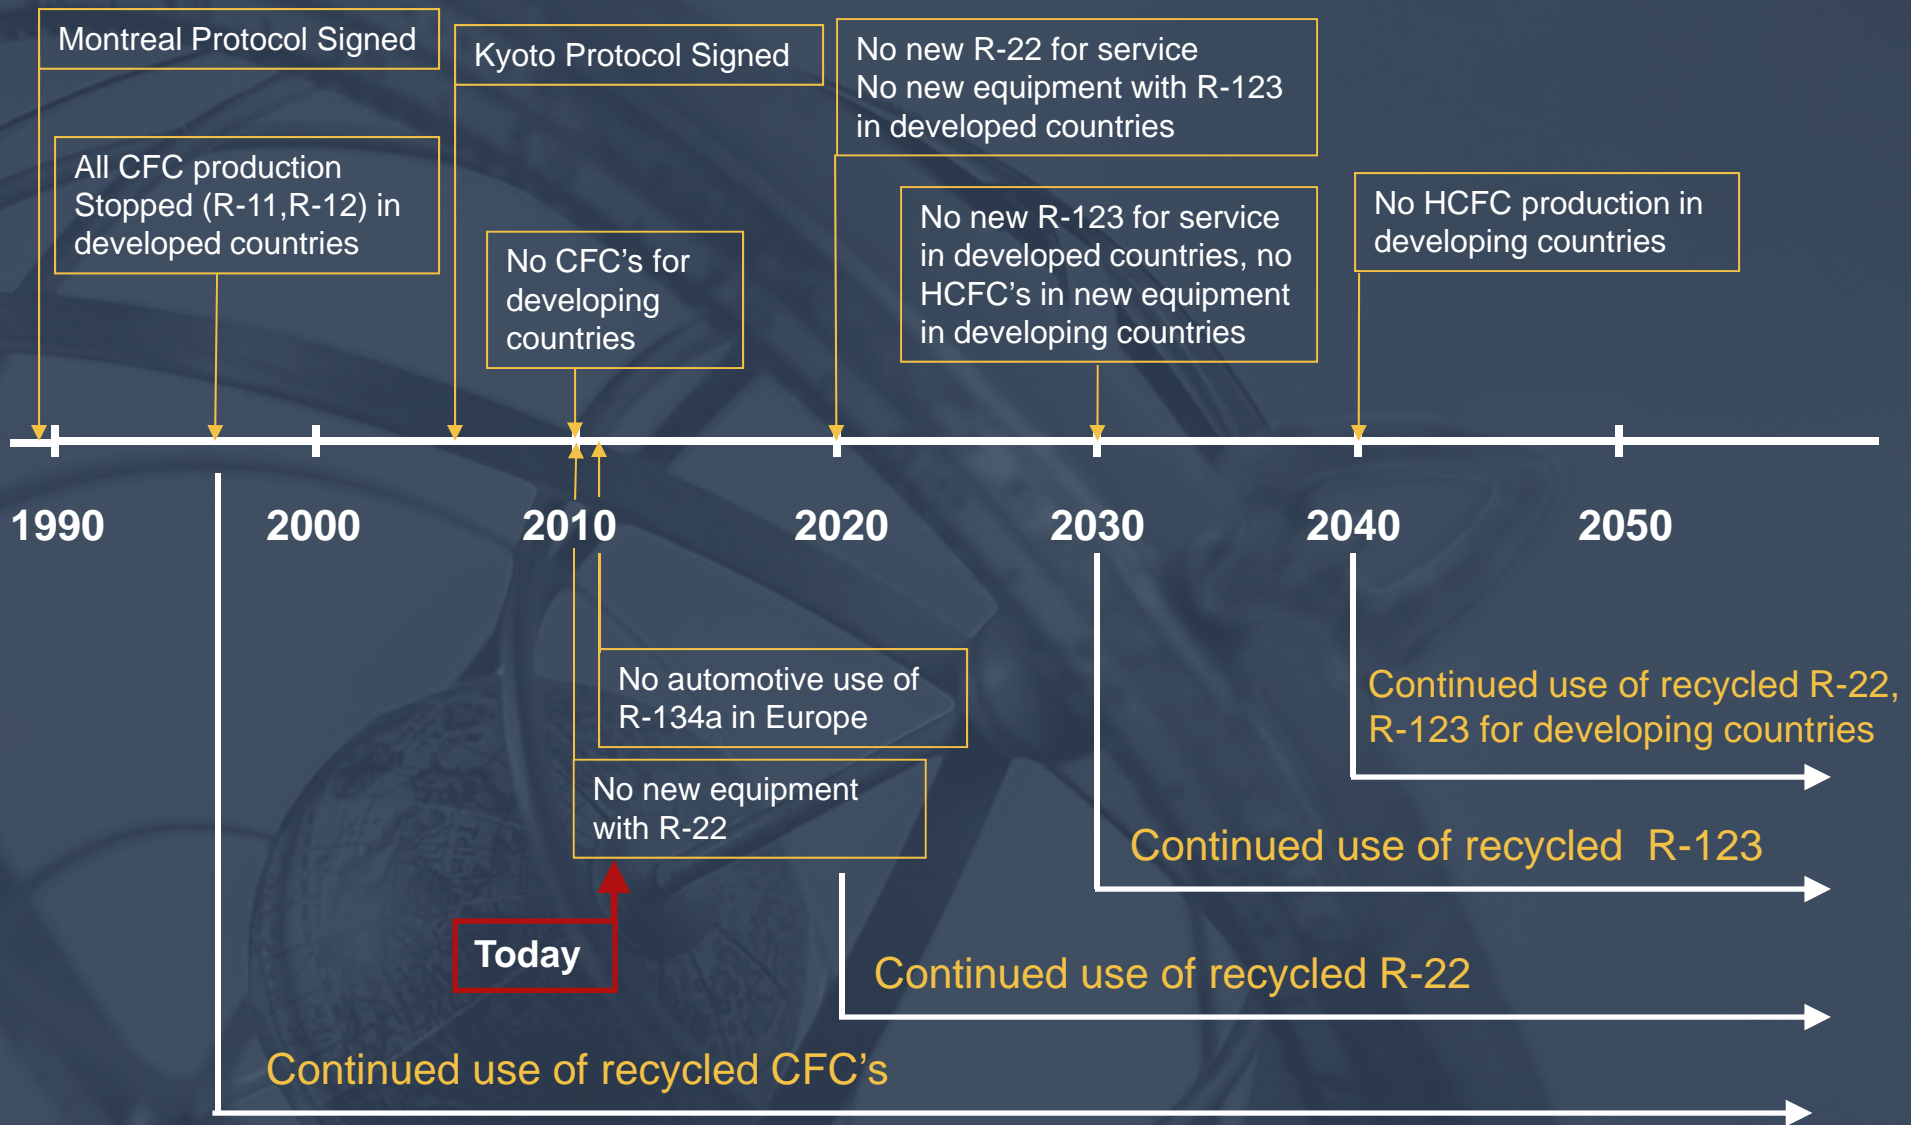 Montreal Protocol Signed
Kyoto Protocol Signed
No new R-22 for service
No new equipment with R-123
in developed countries
All CFC production
Stopped (R-11,R-12) in
developed countries
No CFC's for
developing
countries
No new R-123 for service
in developed countries, no
HCFC's in new equipment
in developing countries
No HCFC production in
developing countries
1990 2000 2010 2020 2030 2040 2050
No automotive use of
R-134a in Europe
No new equipment
with R-22
Today
Continued use of recycled R-22,
R-123 for developing countries
Continued use of recycled  R-123
Continued use of recycled R-22
Continued use of recycled CFC's